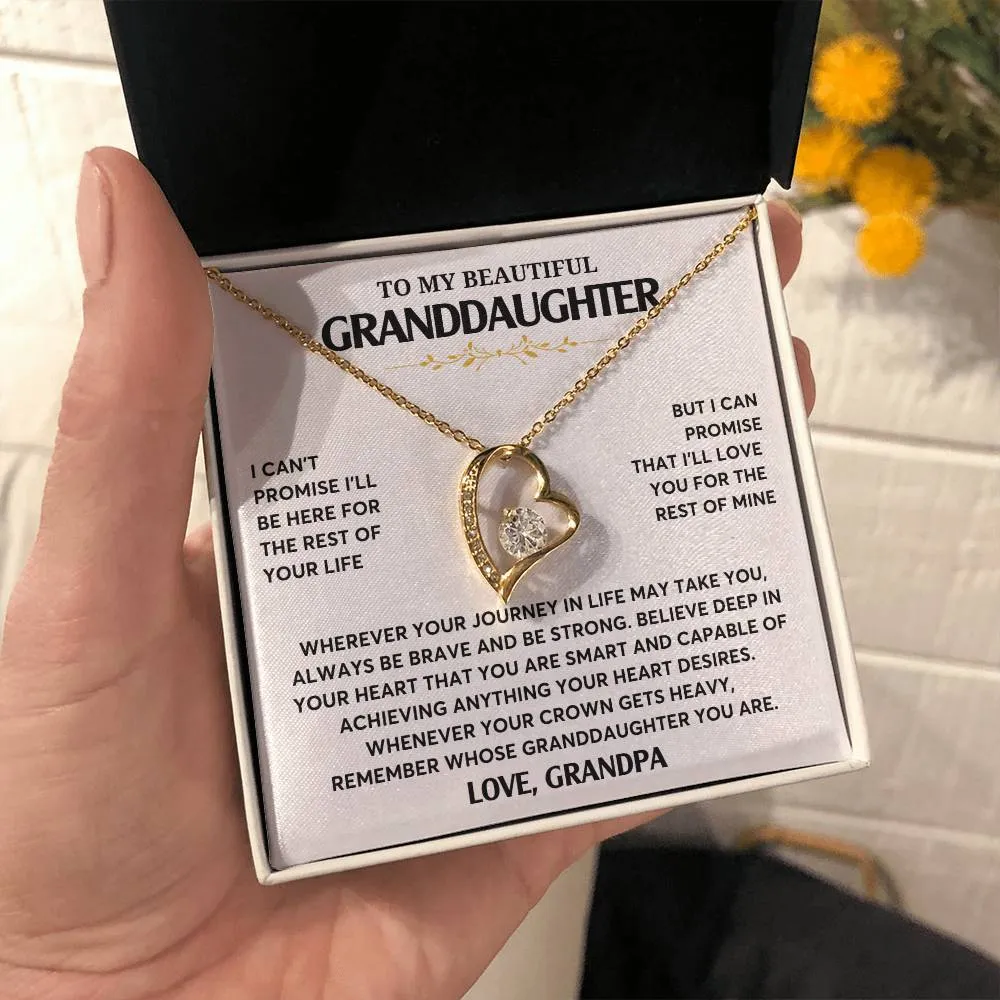 TO MY BEAUTIFUL
GRANDDAUGHTER
I CAN'T
PROMISE I'LL
BE HERE FOR
THE REST OF
YOUR LIFE
BUT I CAN
PROMISE
THAT I'LL LOVE
YOU FOR THE
REST OF MINE
WHEREVER YOUR JOURNEY IN LIFE MAY TAKE YOU,
ALWAYS BE BRAVE AND BE STRONG. BELIEVE DEEP IN
YOUR HEART THAT YOU ARE SMART AND CAPABLE OF
ACHIEVING ANYTHING YOUR HEART DESIRES.
WHENEVER YOUR CROWN GETS HEAVY,
REMEMBER WHOSE GRANDDAUGHTER YOU ARE.
LOVE, GRANDPA